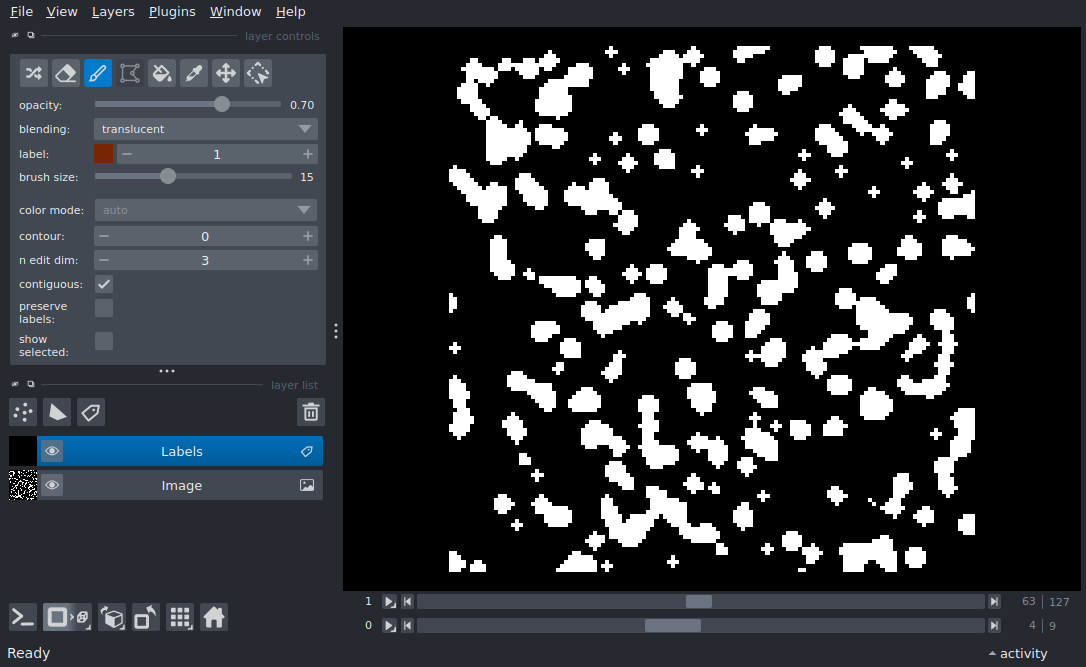 File View Layers Plugins Window Help
layer controls
opacity: 0.70
blending: translucent
label: 1
brush size: 15
color mode: auto
contour: 0
n edit dim: 3
contiguous:
preserve
labels:
show
selected:
layer list
Labels
Image
1 63 127
0 4 9
Ready activity